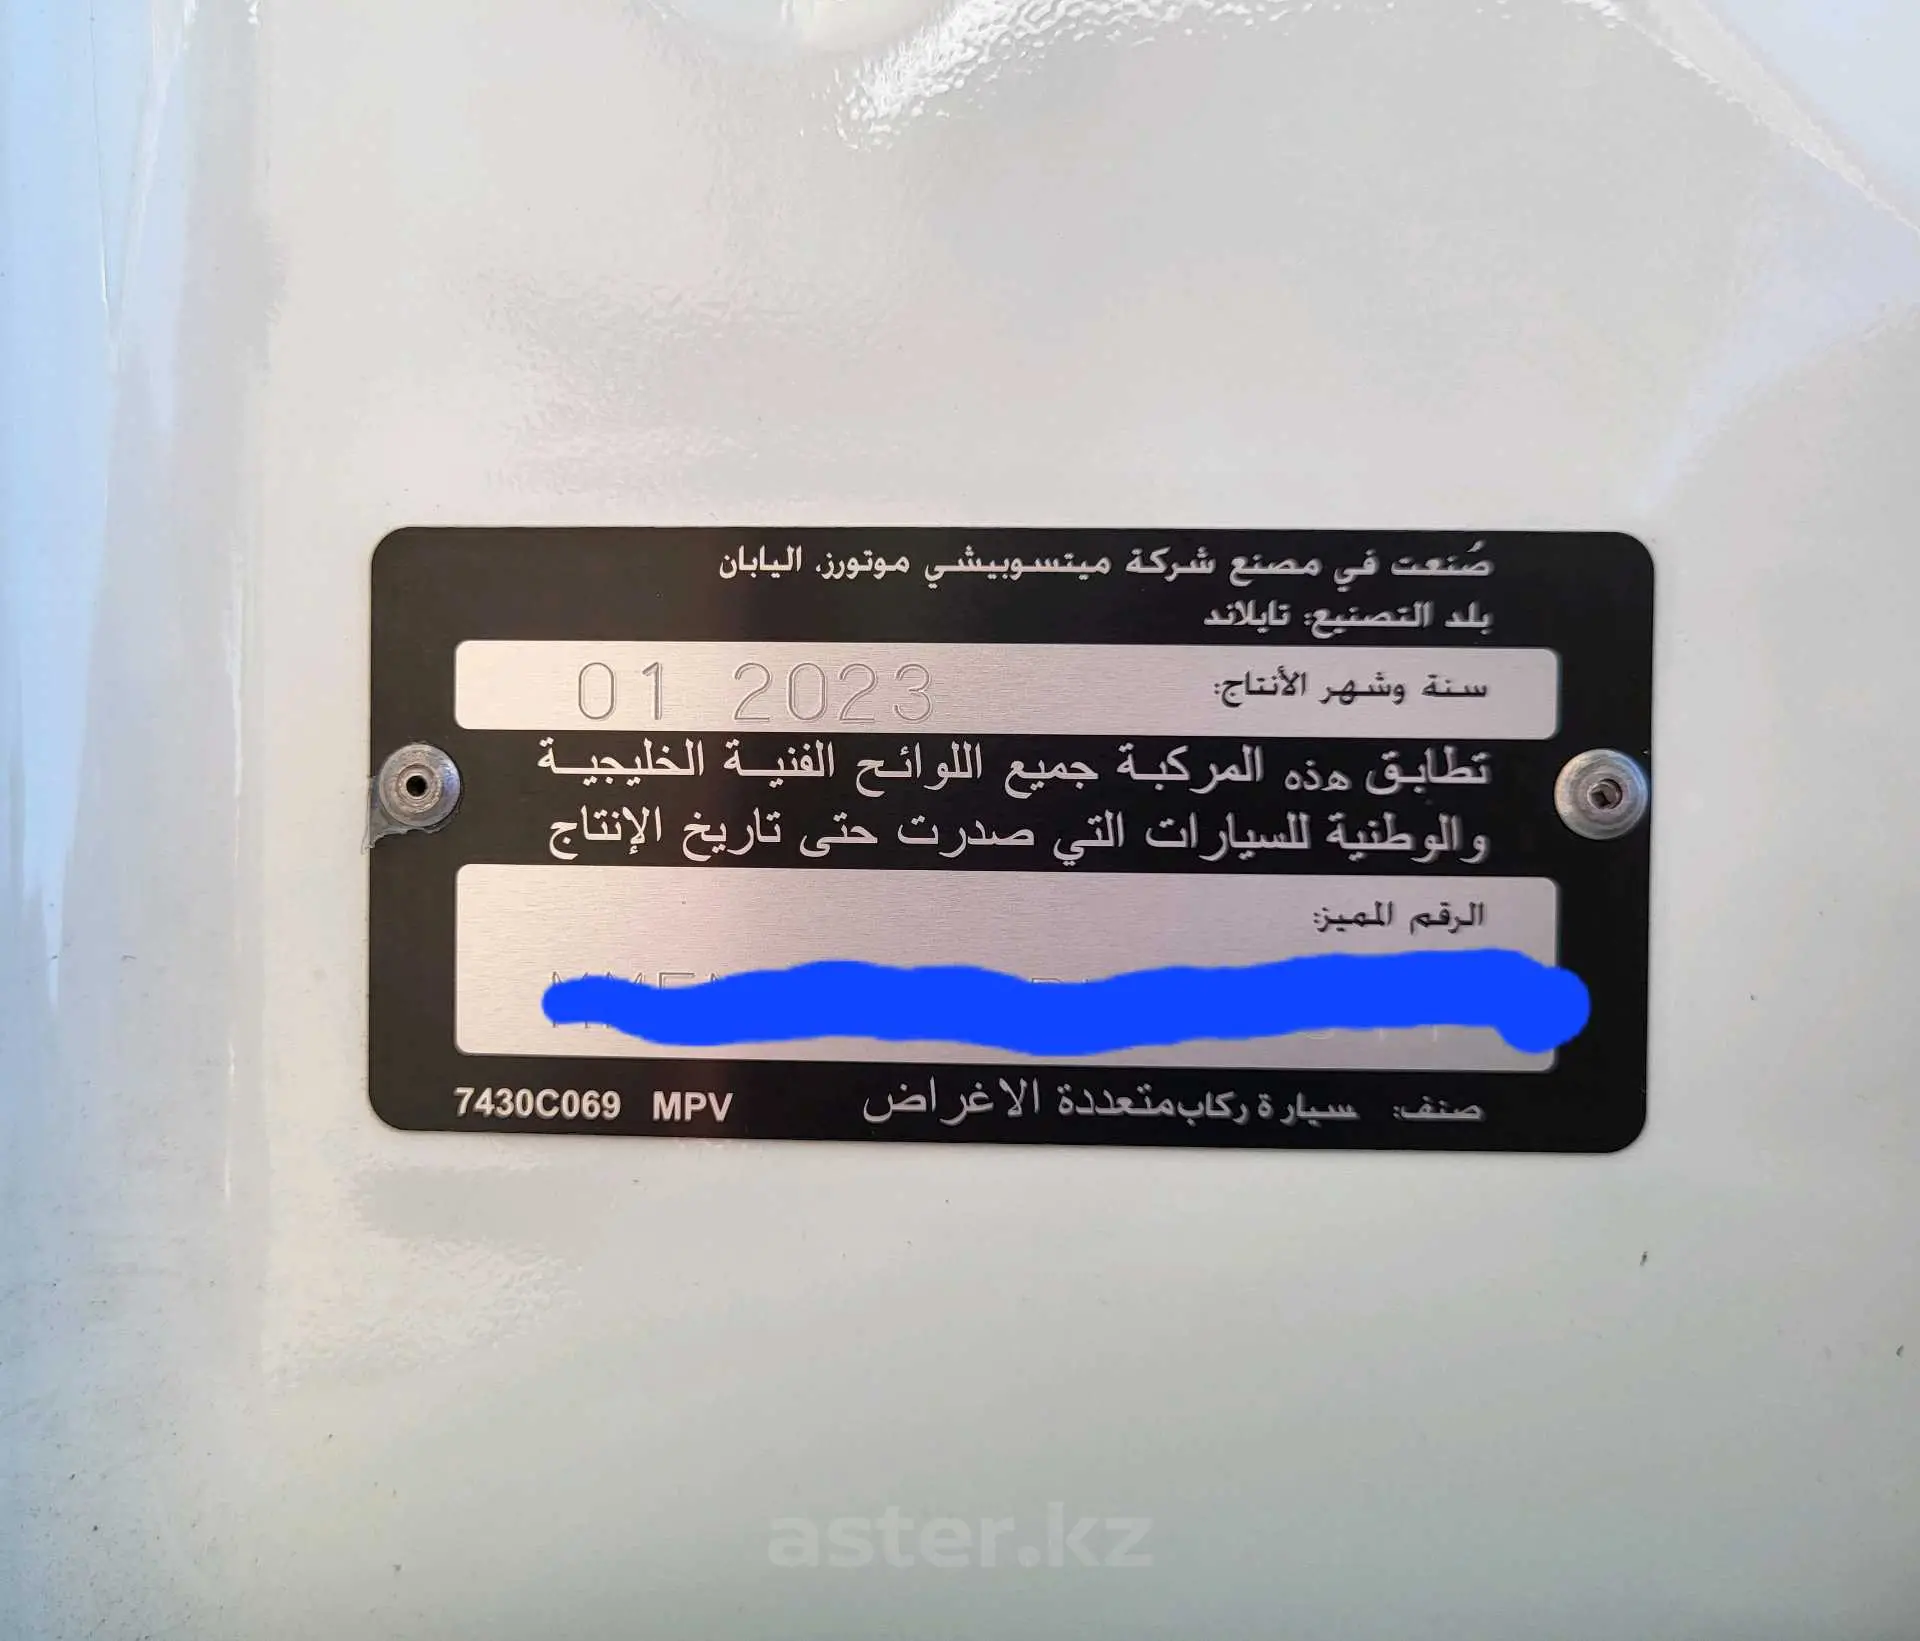 صُنعت في مصنع شركة ميتسوبيشي موتورز. اليابان
بلد التصنيع: تايلاند
سنة وشهر الأنتاج: 01 2023
تطابق هذه المركبة جميع اللوائح الفنية الخليجية
والوطنية للسيارات التي صدرت حتى تاريخ الإنتاج
الرقم المميز:
صنف: سيارة ركاب متعددة الاغراض 7430C069 MPV
aster.kz